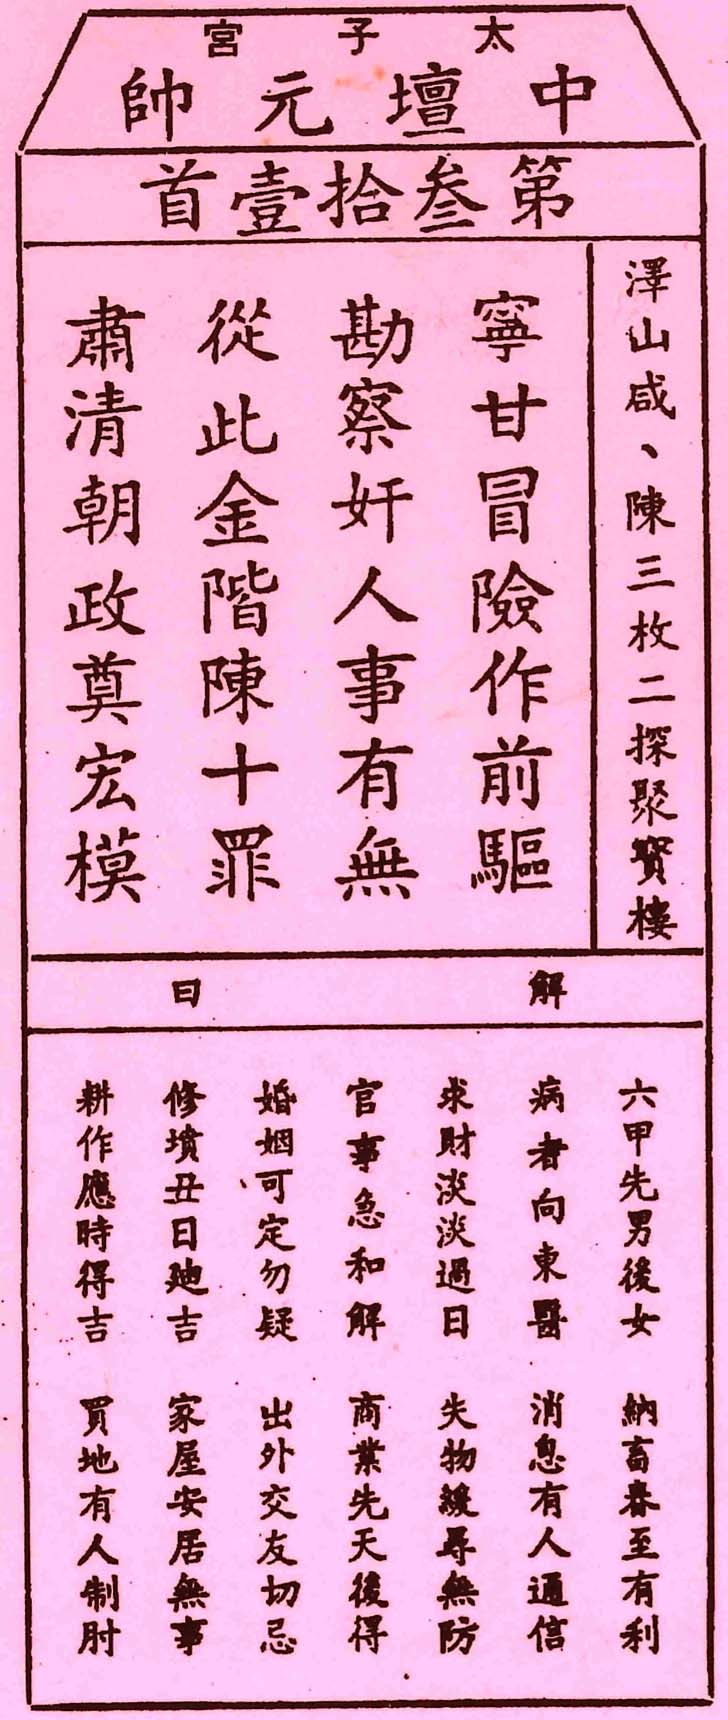 太子宮
中壇元帥
第叁拾壹首
澤山咸、陳三枚二探聚寶樓
寧甘冒險作前驅
勘察奸人事有無
從此金階陳十罪
肅清朝政奠宏模
解曰
六甲先男後女 納畜春至有利
病者向東醫 消息有人通信
求財淡淡過日 失物緩尋無防
官事急和解 商業先天後得
婚姻可定勿疑 出外交友切忌
修墳丑日廸吉 家屋安居無事
耕作應時得吉 買地有人制肘